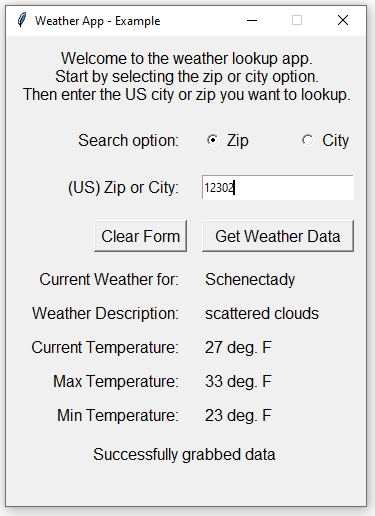 Weather App - Example
Welcome to the weather lookup app.
Start by selecting the zip or city option.
Then enter the US city or zip you want to lookup.
Search option: Zip City
(US) Zip or City: 12302
Clear Form Get Weather Data
Current Weather for: Schenectady
Weather Description: scattered clouds
Current Temperature: 27 deg. F
Max Temperature: 33 deg. F
Min Temperature: 23 deg. F
Successfully grabbed data